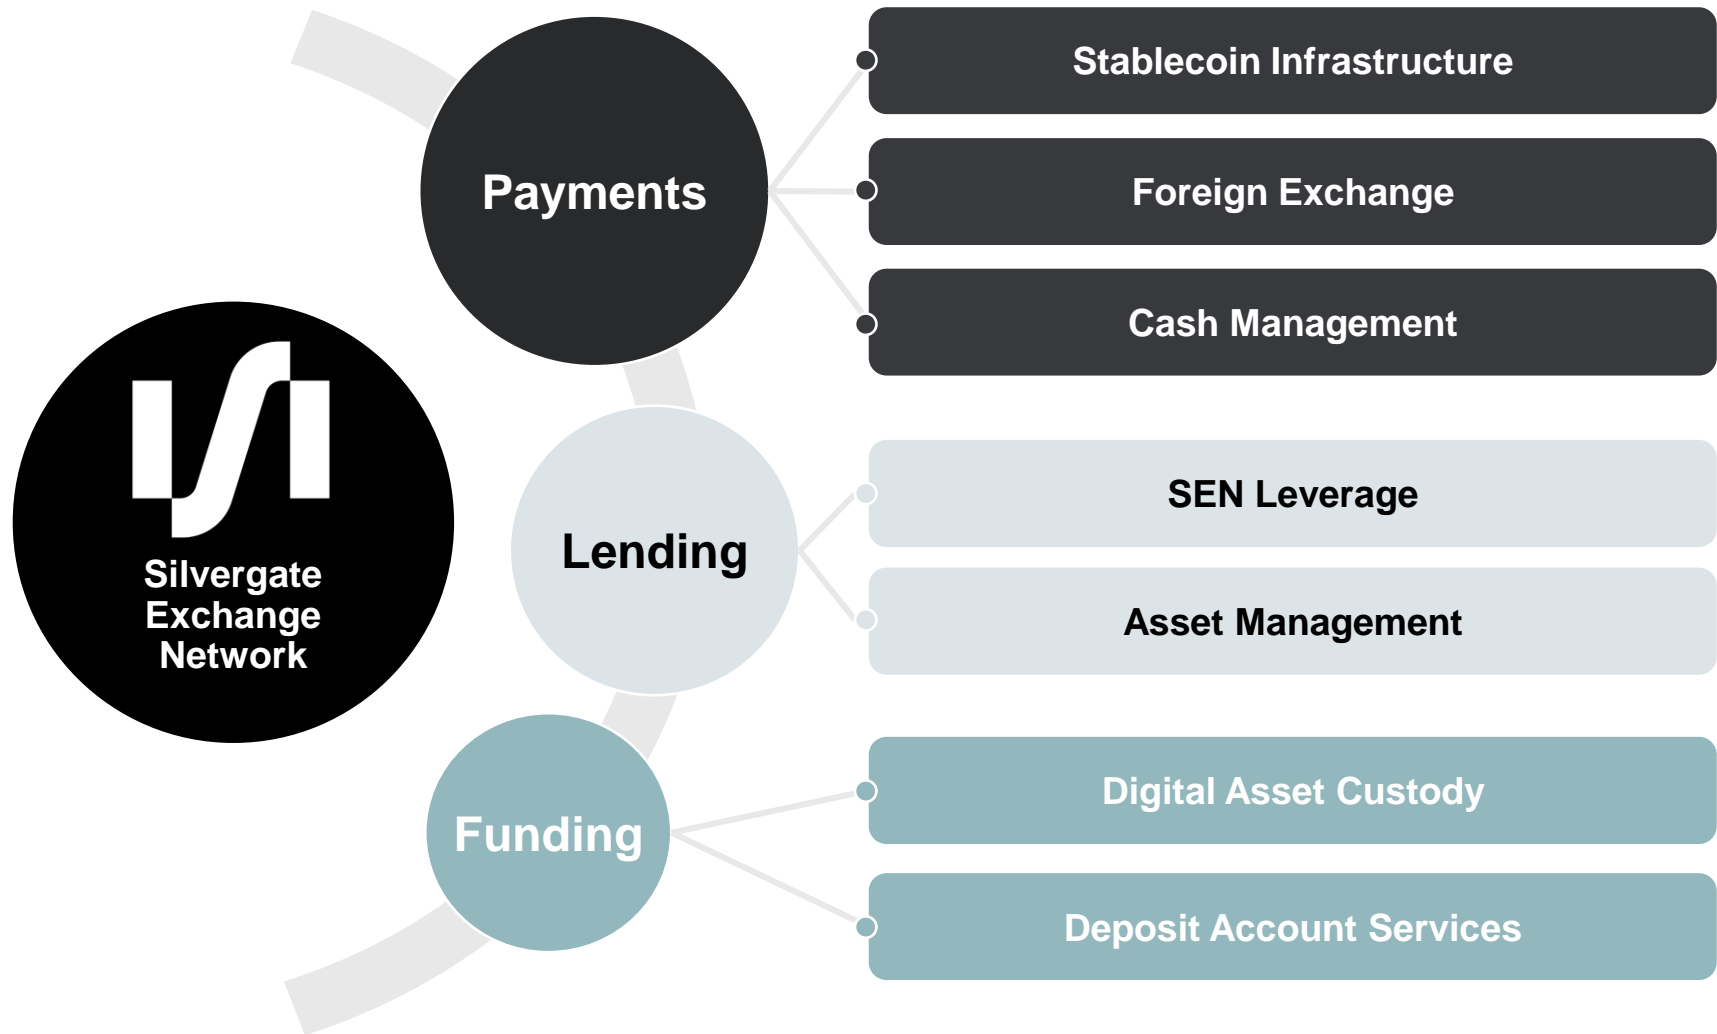 Payments
Stablecoin Infrastructure
Foreign Exchange
Cash Management
Silvergate
Exchange
Network
Lending
SEN Leverage
Asset Management
Funding
Digital Asset Custody
Deposit Account Services